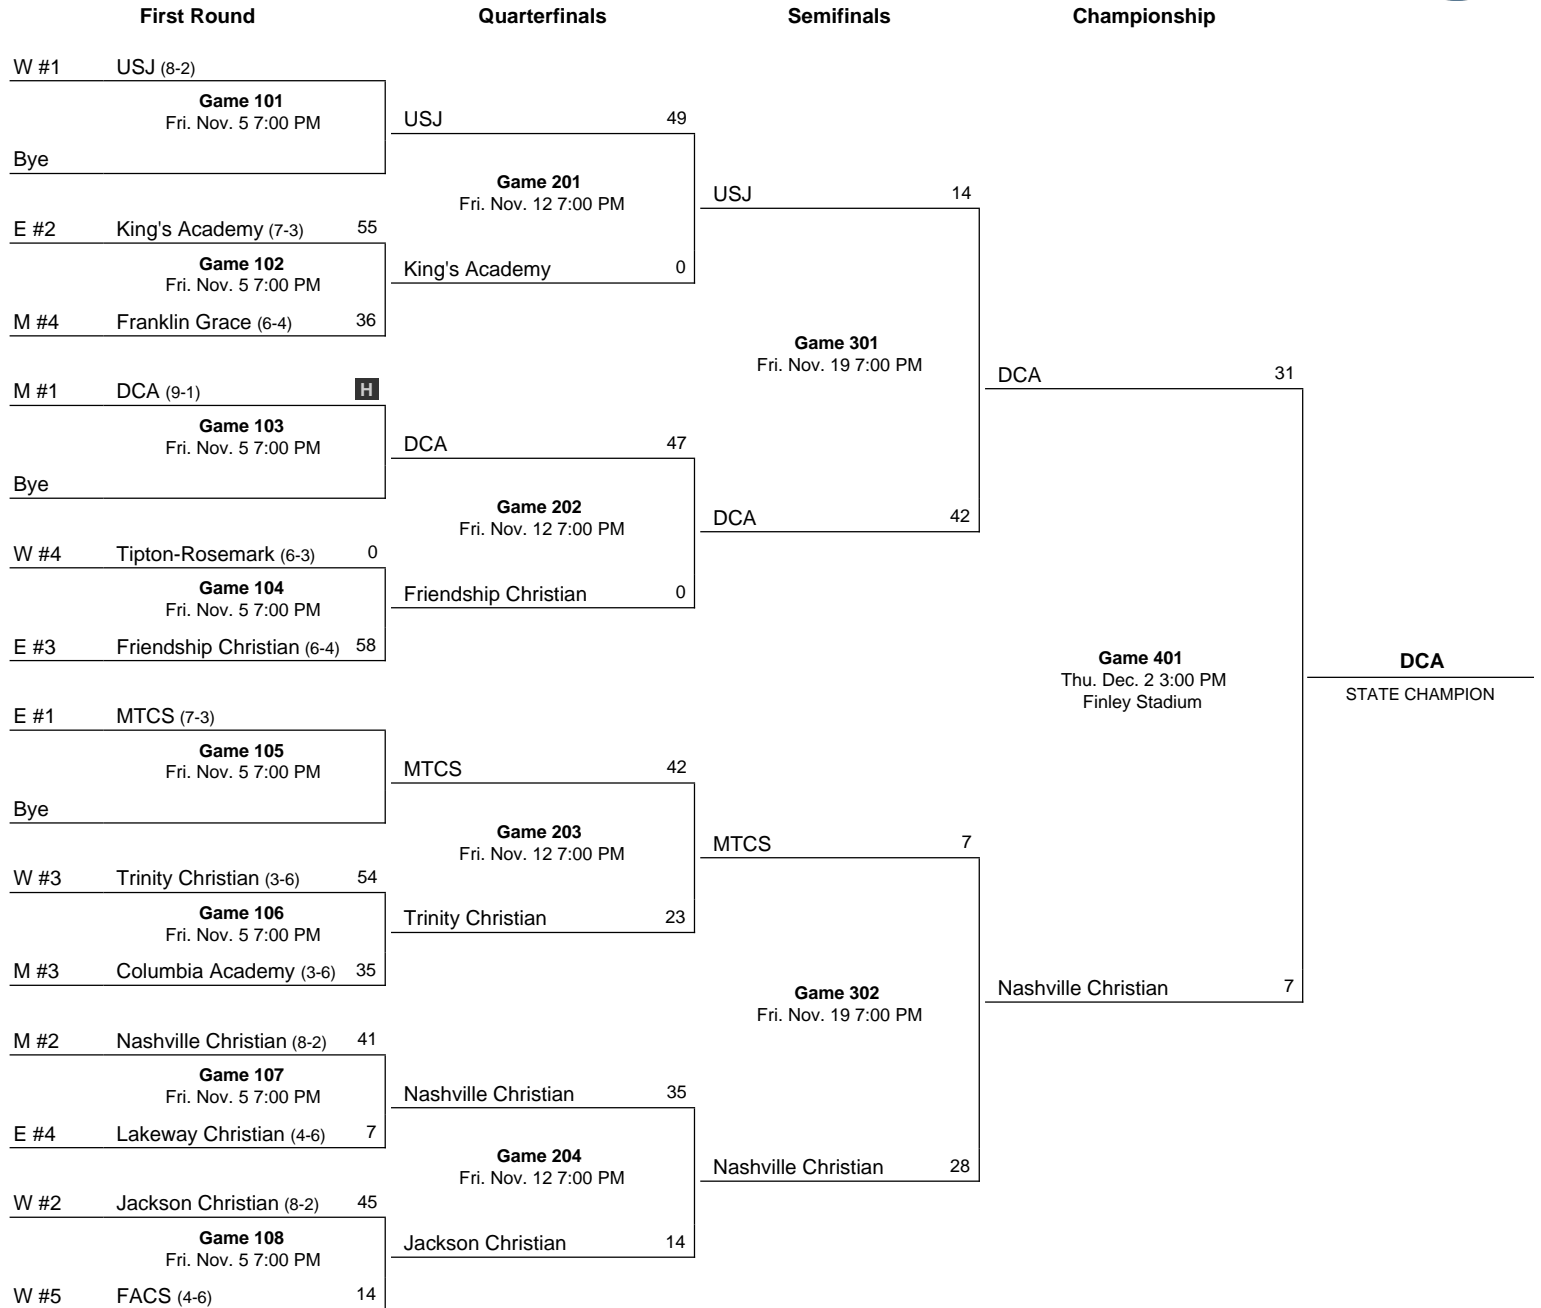 First Round Quarterfinals Semifinals Championship
W #1 USJ (8-2)
Game 101
Fri. Nov. 5 7:00 PM
Bye
E #2 King's Academy (7-3) 55
Game 102
Fri. Nov. 5 7:00 PM
M #4 Franklin Grace (6-4) 36
M #1 DCA (9-1) H
Game 103
Fri. Nov. 5 7:00 PM
Bye
W #4 Tipton-Rosemark (6-3) 0
Game 104
Fri. Nov. 5 7:00 PM
E #3 Friendship Christian (6-4) 58
E #1 MTCS (7-3)
Game 105
Fri. Nov. 5 7:00 PM
Bye
W #3 Trinity Christian (3-6) 54
Game 106
Fri. Nov. 5 7:00 PM
M #3 Columbia Academy (3-6) 35
M #2 Nashville Christian (8-2) 41
Game 107
Fri. Nov. 5 7:00 PM
E #4 Lakeway Christian (4-6) 7
W #2 Jackson Christian (8-2) 45
Game 108
Fri. Nov. 5 7:00 PM
W #5 FACS (4-6) 14
USJ 49
Game 201
Fri. Nov. 12 7:00 PM
King's Academy 0
DCA 47
Game 202
Fri. Nov. 12 7:00 PM
Friendship Christian 0
MTCS 42
Game 203
Fri. Nov. 12 7:00 PM
Trinity Christian 23
Nashville Christian 35
Game 204
Fri. Nov. 12 7:00 PM
Jackson Christian 14
USJ 14
Game 301
Fri. Nov. 19 7:00 PM
DCA 42
MTCS 7
Game 302
Fri. Nov. 19 7:00 PM
Nashville Christian 28
DCA 31
Game 401
Thu. Dec. 2 3:00 PM
Finley Stadium
Nashville Christian 7
DCA
STATE CHAMPION